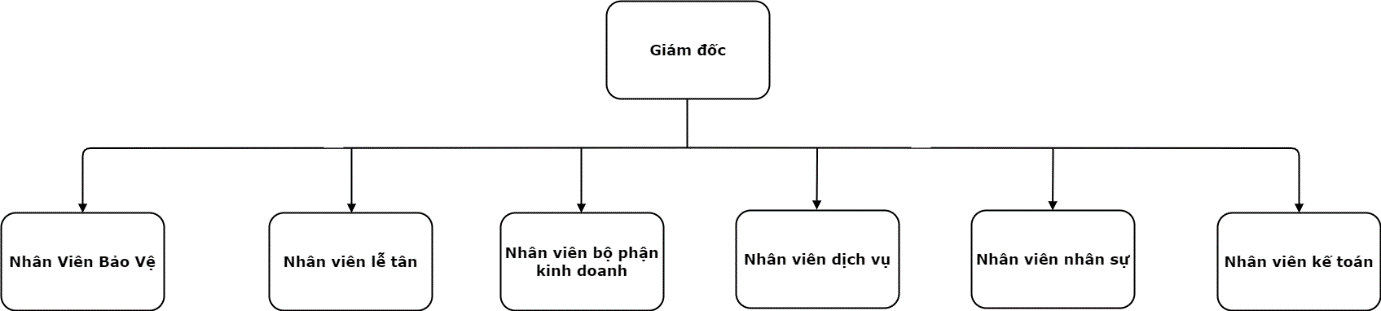 Giám đốc
Nhân Viên Bảo Vệ
Nhân viên lễ tân
Nhân viên bộ phận
kinh doanh
Nhân viên dịch vụ
Nhân viên nhân sự
Nhân viên kế toán